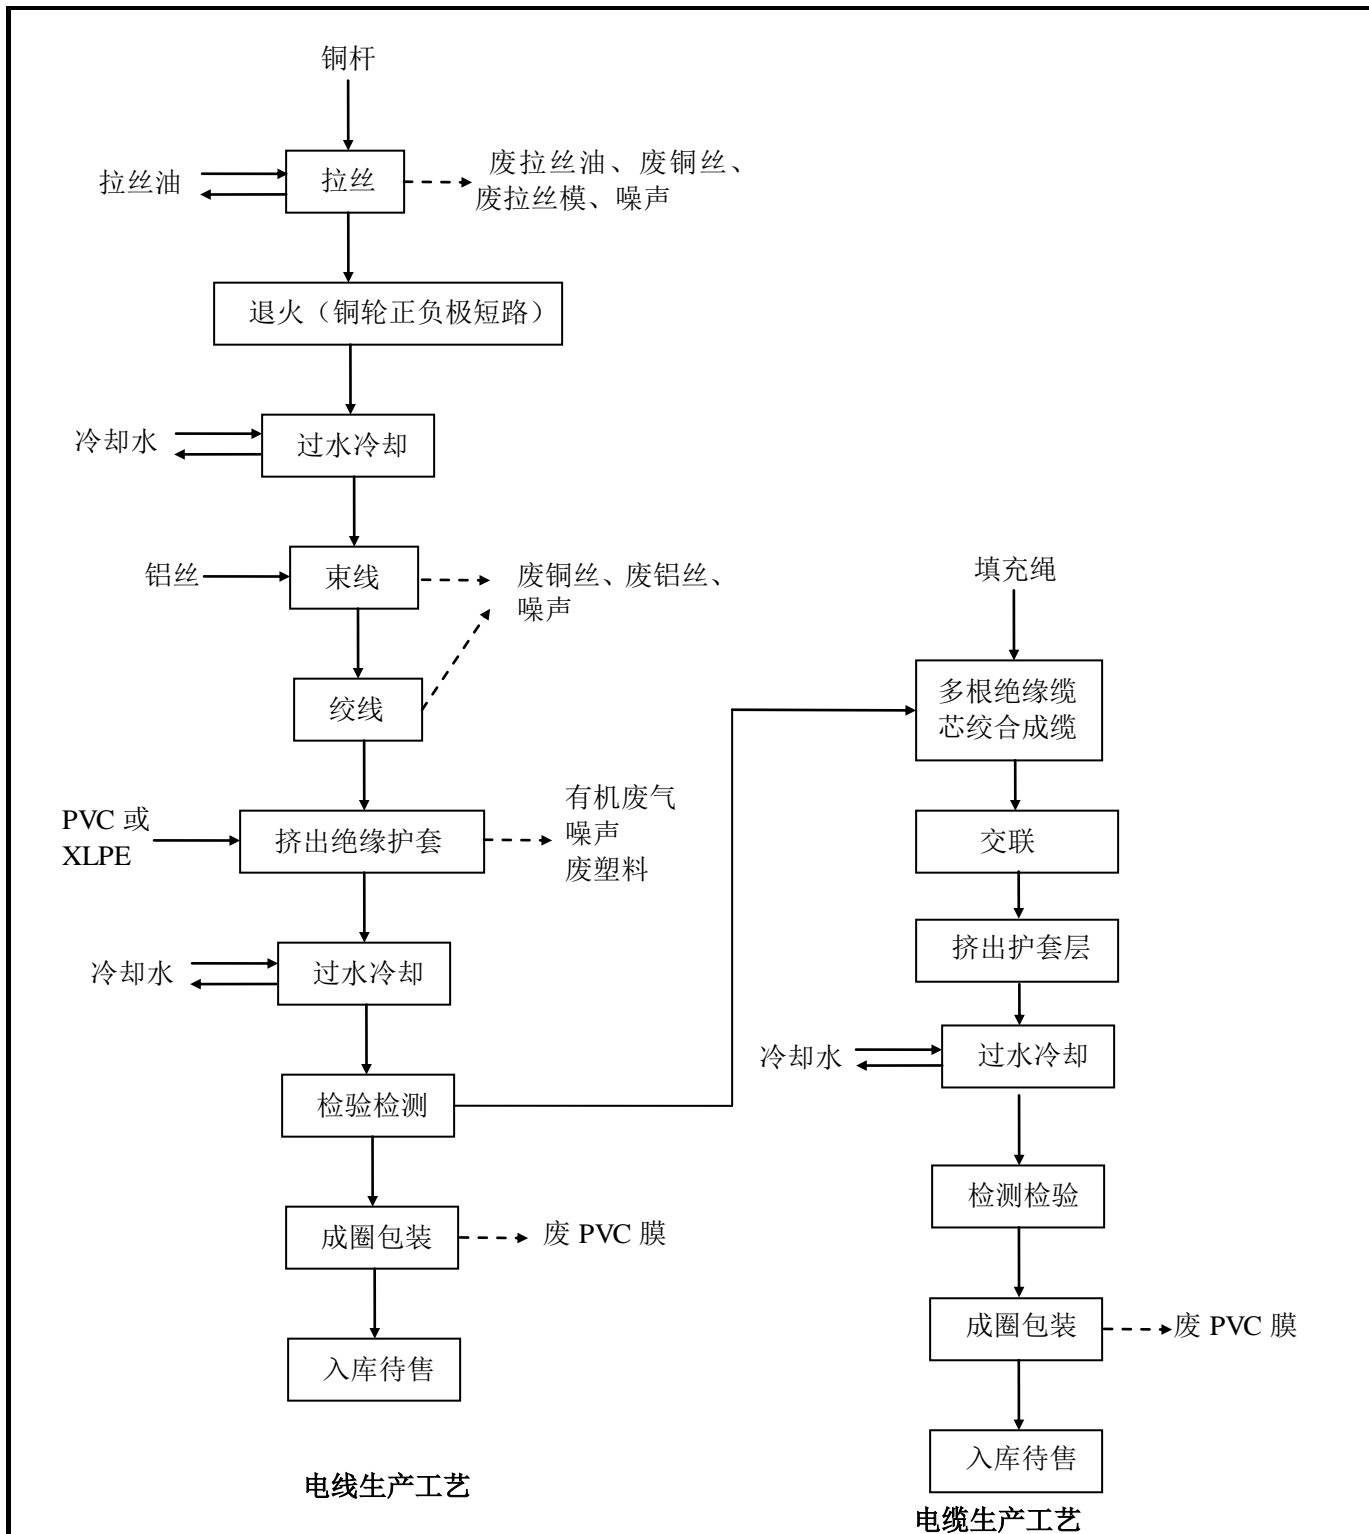 铜杆
拉丝油
拉丝
废拉丝油、废铜丝、
废拉丝模、噪声
退火（铜轮正负极短路）
冷却水
过水冷却
铝丝
束线
废铜丝、废铝丝、
噪声
绞线
PVC 或
XLPE
挤出绝缘护套
有机废气
噪声
废塑料
冷却水
过水冷却
检验检测
成圈包装
废 PVC 膜
入库待售
电线生产工艺
填充绳
多根绝缘缆
芯绞合成缆
交联
挤出护套层
冷却水
过水冷却
检测检验
成圈包装
废 PVC 膜
入库待售
电缆生产工艺